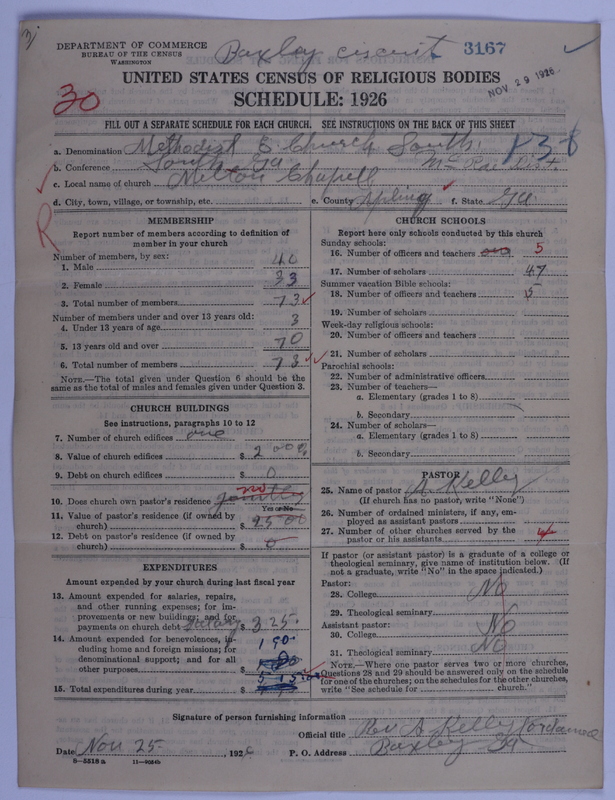 DEPARTMENT OF COMMERCE
BUREAU OF THE CENSUS
WASHINGTON
Baxley circuit 3167
NOV 29 1926
UNITED STATES CENSUS OF RELIGIOUS BODIES
SCHEDULE: 1926
30
FILL OUT A SEPARATE SCHEDULE FOR EACH CHURCH. SEE INSTRUCTIONS ON THE BACK OF THIS SHEET
a. Denomination Methodist E. Church South.
b. Conference South Ga McRae Dist.
c. Local name of church Melton Chapell
d. City, town, village, or township, etc. e. County Appling f. State Ga
R
MEMBERSHIP
Report number of members according to definition of member in your church
Number of members, by sex:
1. Male 40
2. Female 33
3. Total number of members 73
Number of members under and over 13 years old:
4. Under 13 years of age 3
5. 13 years old and over 70
6. Total number of members 73
NOTE.—The total given under Question 6 should be the same as the total of males and females given under Question 3.
CHURCH BUILDINGS
See instructions, paragraphs 10 to 12
7. Number of church edifices one
8. Value of church edifices $ 2 000
9. Debt on church edifices $ 0
10. Does church own pastor's residence jointly no
Yes or No
11. Value of pastor's residence (if owned by church) $ 2500
12. Debt on pastor's residence (if owned by church) $ 0
EXPENDITURES
Amount expended by your church during last fiscal year
13. Amount expended for salaries, repairs, and other running expenses; for improvements or new building; and for payments on church debt Salary $ 325
14. Amount expended for benevolences, including home and foreign missions; for denominational support; and for all other purposes 190
15. Total expenditures during year $ 515
CHURCH SCHOOLS
Report here only schools conducted by this church
Sunday schools:
16. Number of officers and teachers 5
17. Number of scholars 47
Summer vacation Bible schools:
18. Number of officers and teachers 5
19. Number of scholars
Week-day religious schools:
20. Number of officers and teachers
21. Number of scholars
Parochial schools:
22. Number of administrative officers
23. Number of teachers—
a. Elementary (grades 1 to 8)
b. Secondary
24. Number of scholars—
a. Elementary (grades 1 to 8)
b. Secondary
PASTOR
25. Name of pastor A. Kelly
(If church has no pastor, write "None")
26. Number of ordained ministers, if any, employed as assistant pastors
27. Number of other churches served by the pastor or his assistants 4
If pastor (or assistant pastor) is a graduate of a college or theological seminary, give name of institution below. (If not a graduate, write "No" in the space indicated.)
Pastor:
28. College No
29. Theological seminary
Assistant pastor: No
30. College
31. Theological seminary No
NOTE.—Where one pastor serves two or more churches, Questions 28 and 29 should be answered only on the schedule for one of the churches; on the schedules for the other churches, write "See schedule for church."
Signature of person furnishing information
Official title Rev A Kelly (ordained
Date Nov 25. 1926 P. O. Address Baxley Ga
8—5518a 11—9034b